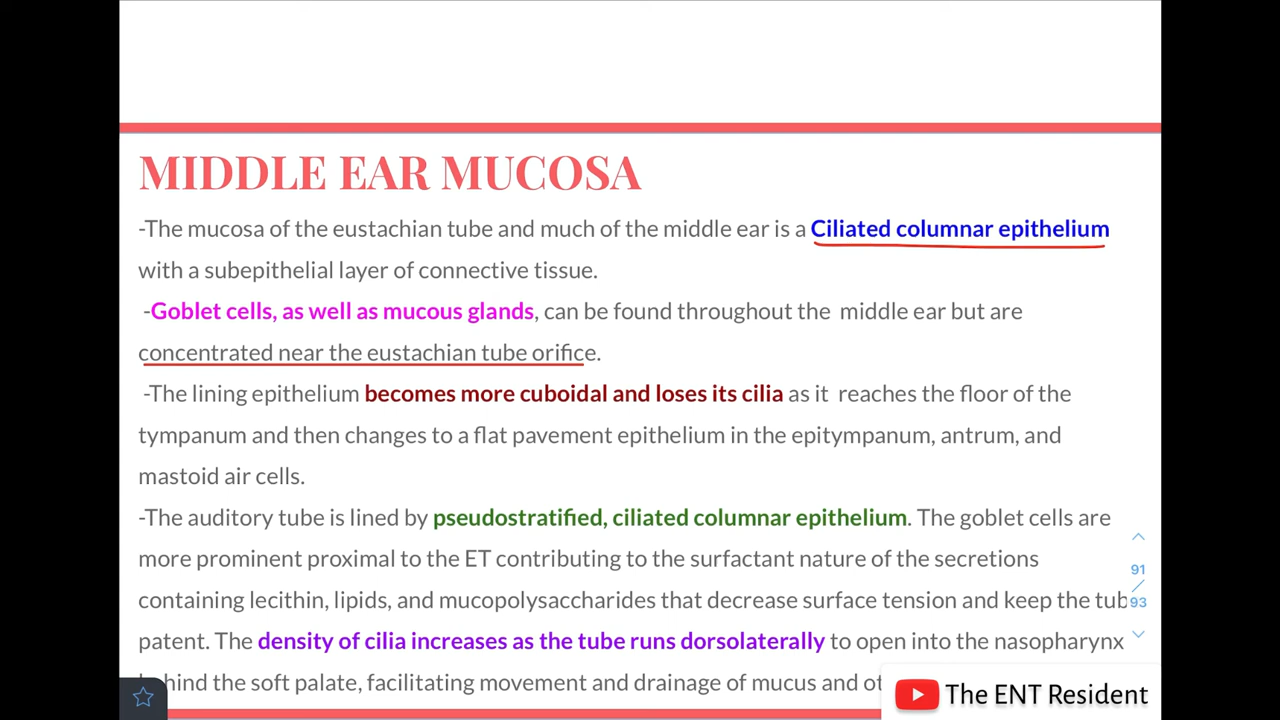 MIDDLE EAR MUCOSA
-The mucosa of the eustachian tube and much of the middle ear is a Ciliated columnar epithelium
with a subepithelial layer of connective tissue.
-Goblet cells, as well as mucous glands, can be found throughout the middle ear but are
concentrated near the eustachian tube orifice.
-The lining epithelium becomes more cuboidal and loses its cilia as it reaches the floor of the
tympanum and then changes to a flat pavement epithelium in the epitympanum, antrum, and
mastoid air cells.
-The auditory tube is lined by pseudostratified, ciliated columnar epithelium. The goblet cells are
more prominent proximal to the ET contributing to the surfactant nature of the secretions
91
containing lecithin, lipids, and mucopolysaccharides that decrease surface tension and keep the tub
93
patent. The density of cilia increases as the tube runs dorsolaterally to open into the nasopharynx
behind the soft palate, facilitating movement and drainage of mucus and
The ENT Resident